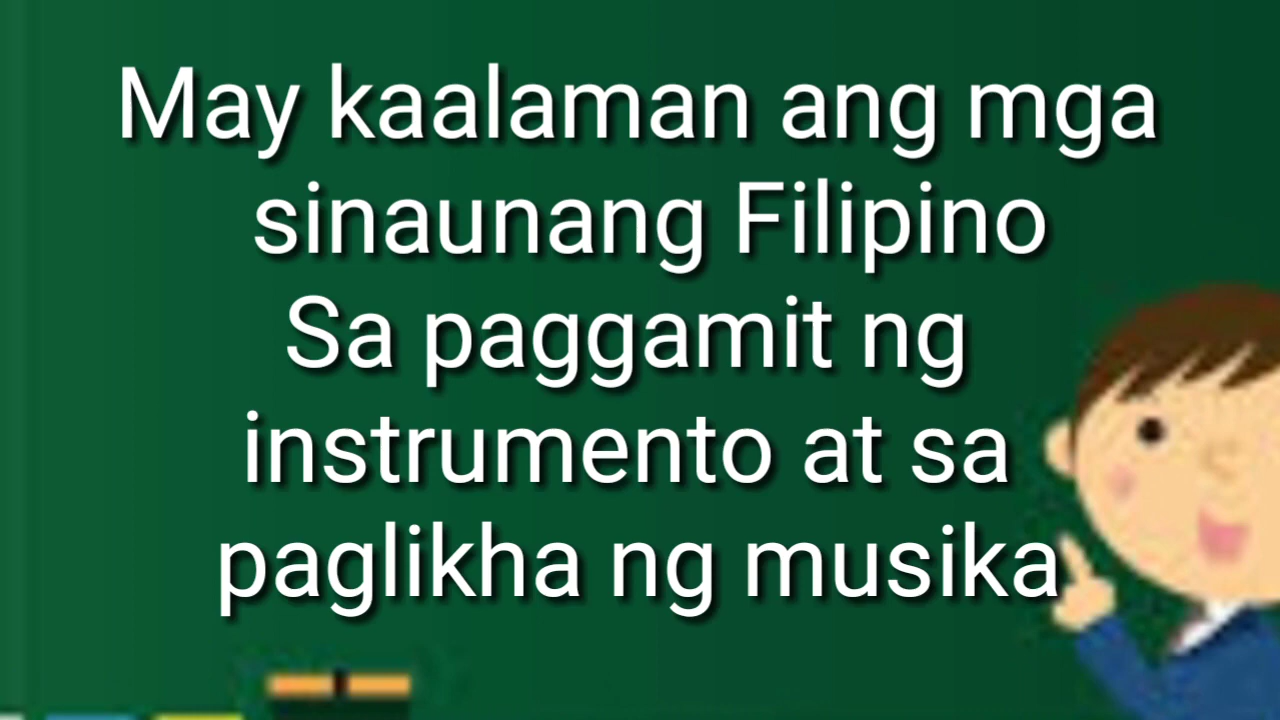 May kaalaman ang mga
sinaunang Filipino
Sa paggamit ng
instrumento at sa
paglikha ng musika